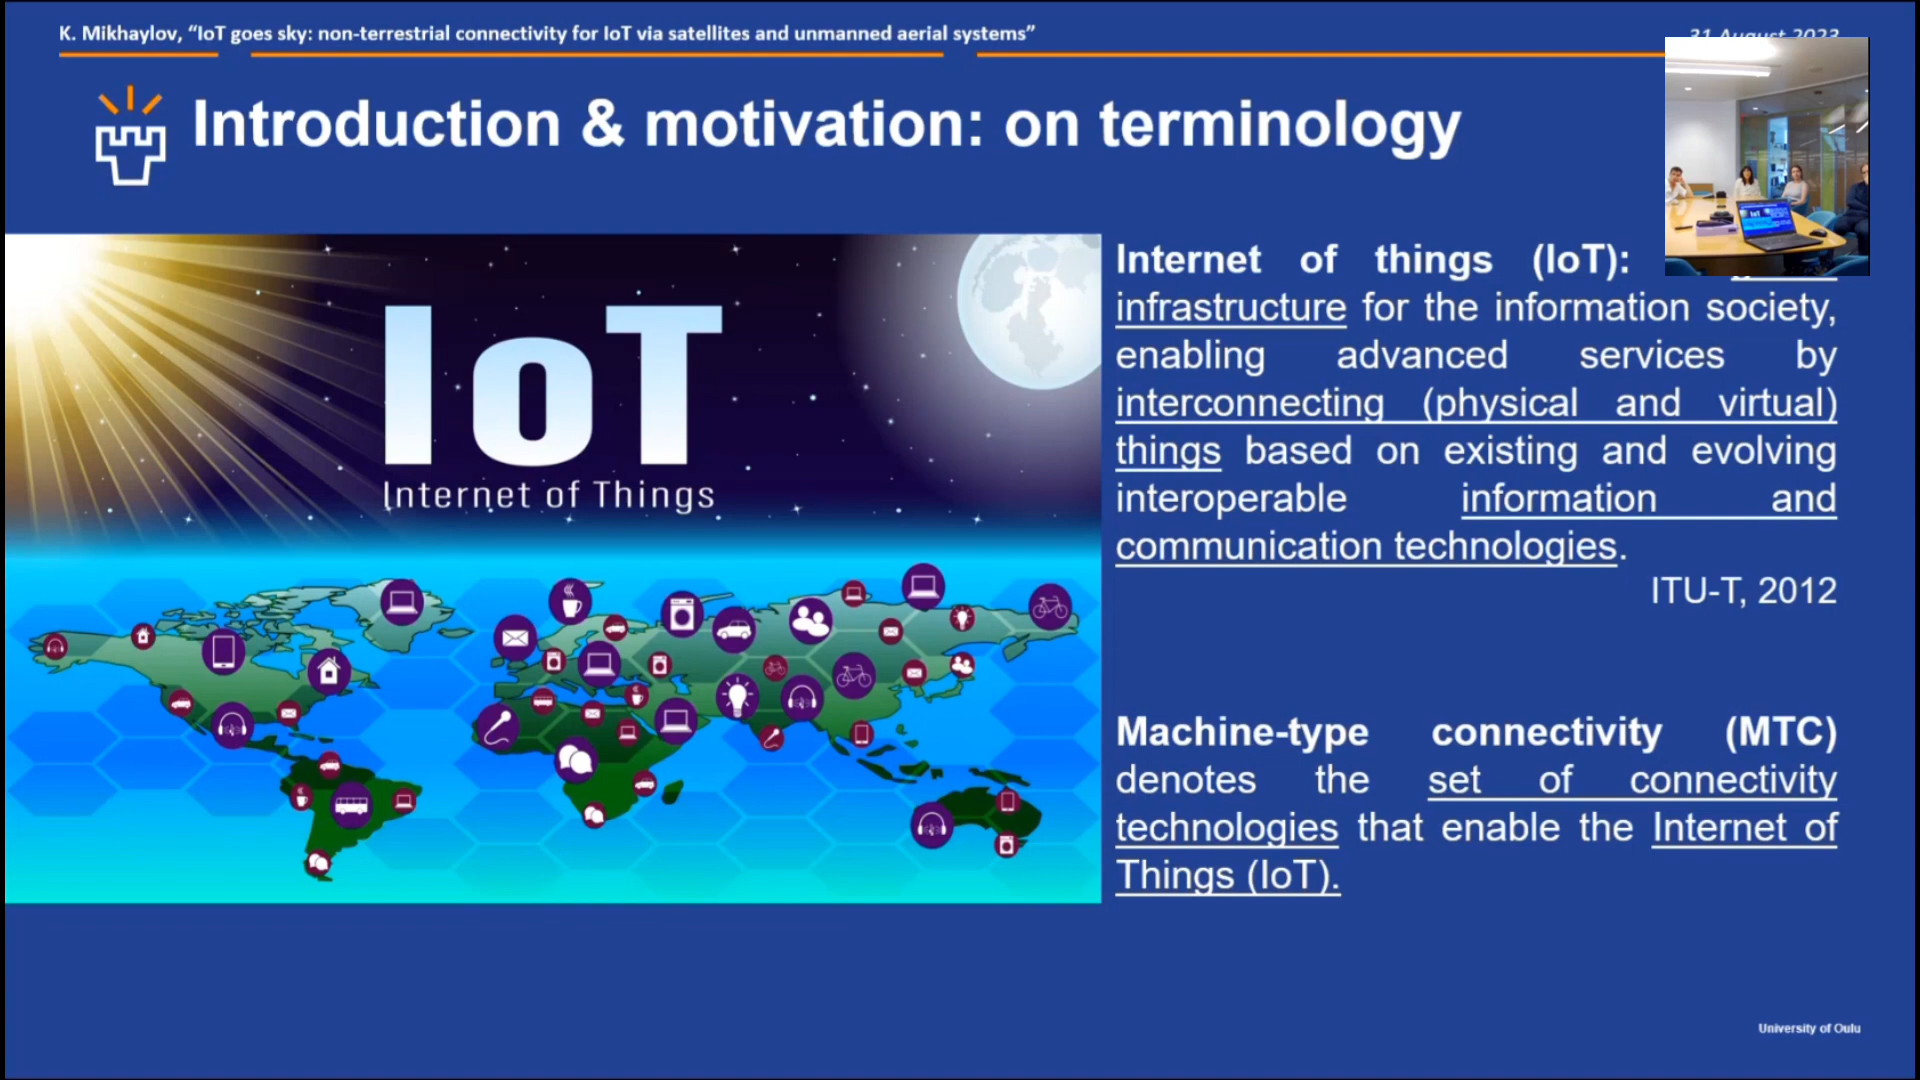 K. Mikhaylov, “IoT goes sky: non-terrestrial connectivity for IoT via satellites and unmanned aerial systems”
31 August 2023
Introduction & motivation: on terminology
IoT
Internet of Things
Internet of things (IoT):
infrastructure for the information society,
enabling advanced services by
interconnecting (physical and virtual)
things based on existing and evolving
interoperable information and
communication technologies.
ITU-T, 2012
Machine-type connectivity (MTC)
denotes the set of connectivity
technologies that enable the Internet of
Things (IoT).
University of Oulu